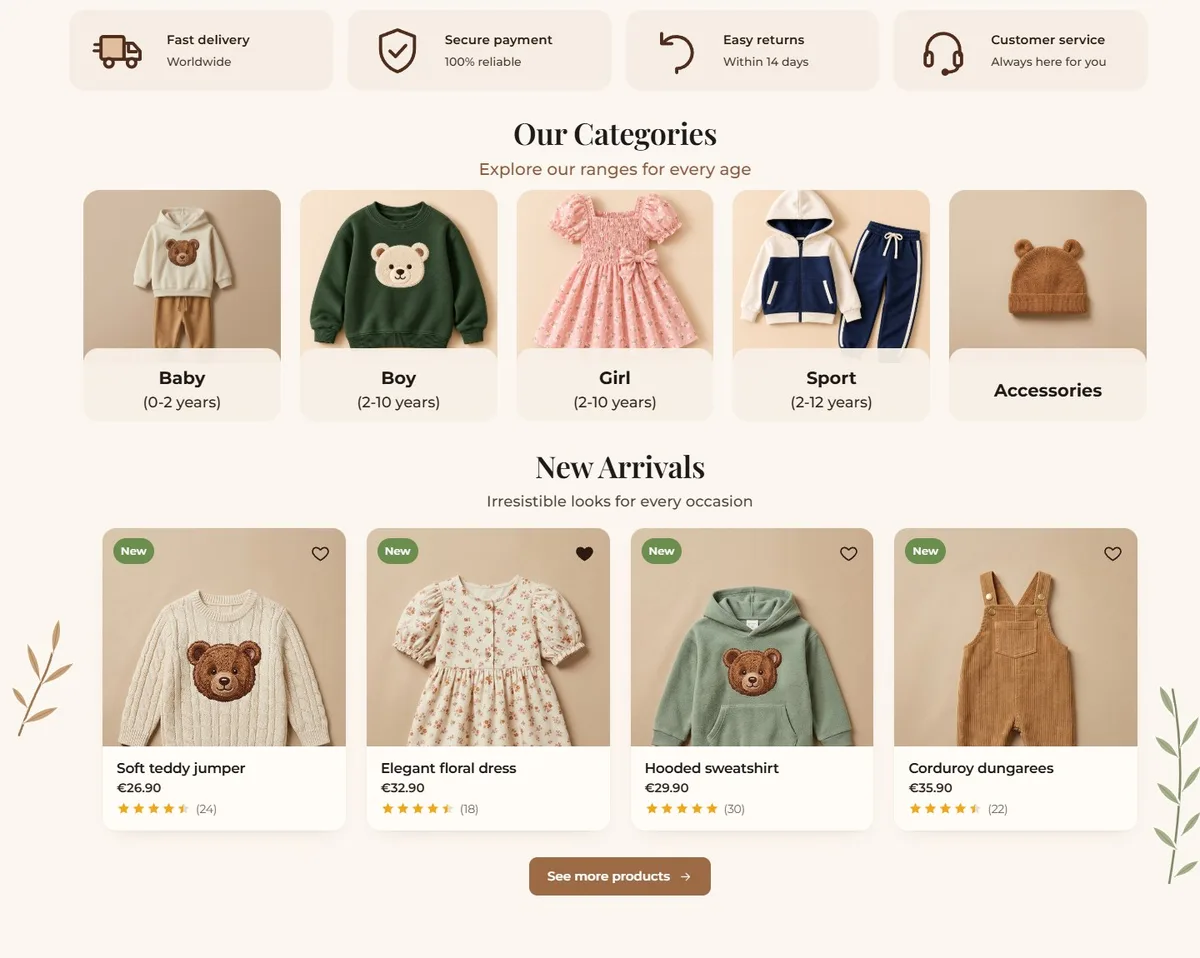 Fast delivery
Worldwide
Secure payment
100% reliable
Easy returns
Within 14 days
Customer service
Always here for you
Our Categories
Explore our ranges for every age
Baby
(0-2 years)
Boy
(2-10 years)
Girl
(2-10 years)
Sport
(2-12 years)
Accessories
New Arrivals
Irresistible looks for every occasion
New
Soft teddy jumper
€26.90
(24)
New
Elegant floral dress
€32.90
(18)
New
Hooded sweatshirt
€29.90
(30)
New
Corduroy dungarees
€35.90
(22)
See more products →